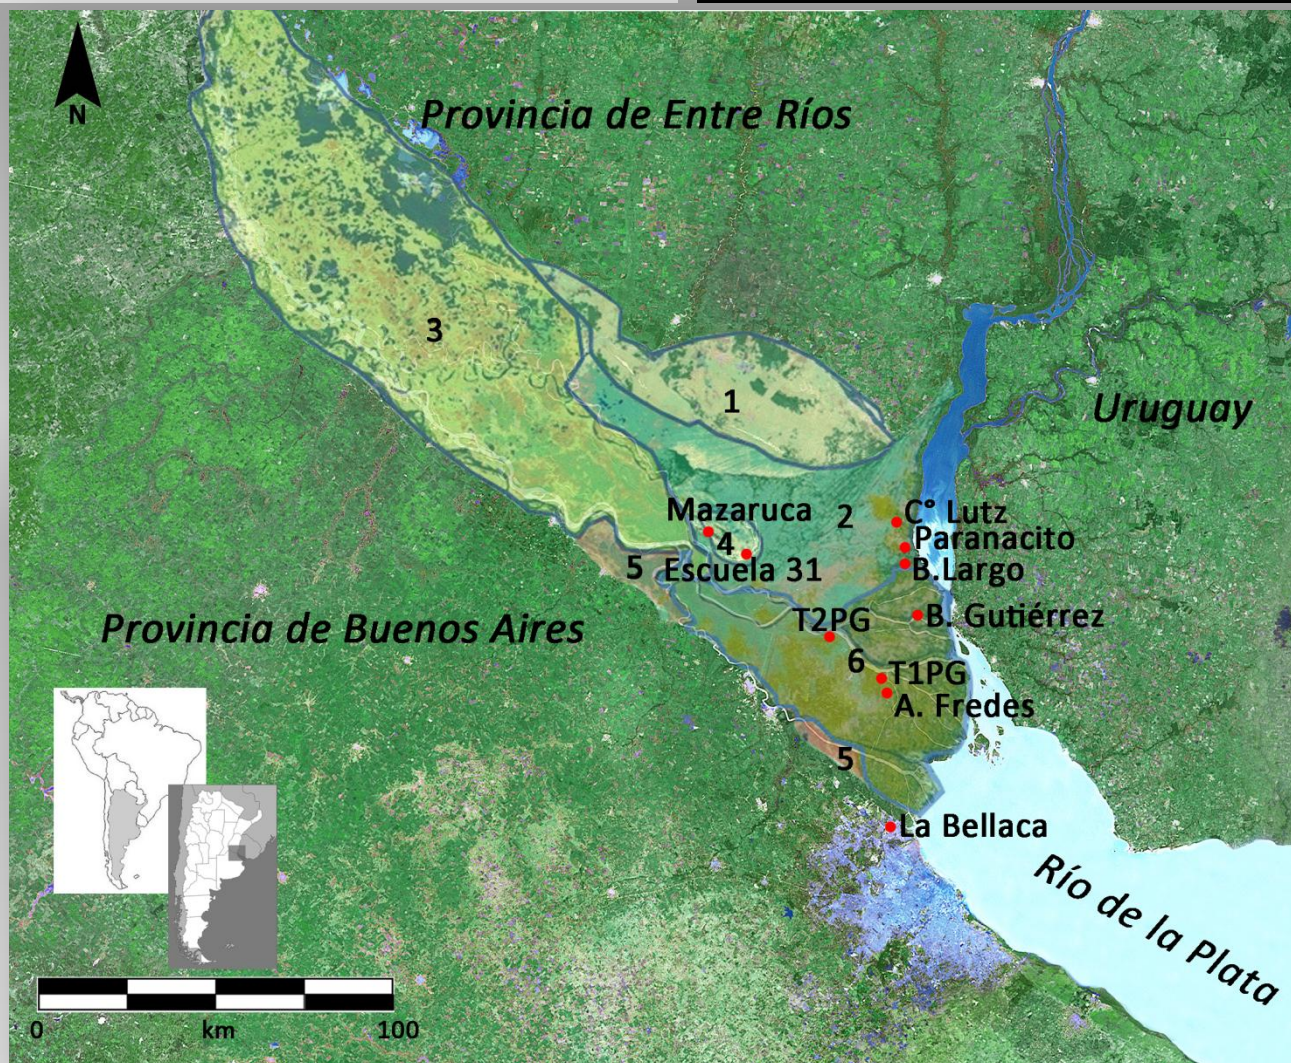 N
Provincia de Entre Ríos
3
1
Uruguay
Mazaruca
2
C° Lutz
4
Paranacito
5
Escuela 31
B.Largo
T2PG
B. Gutiérrez
Provincia de Buenos Aires
6
T1PG
A. Fredes
5
La Bellaca
Río de la Plata
0
km
100